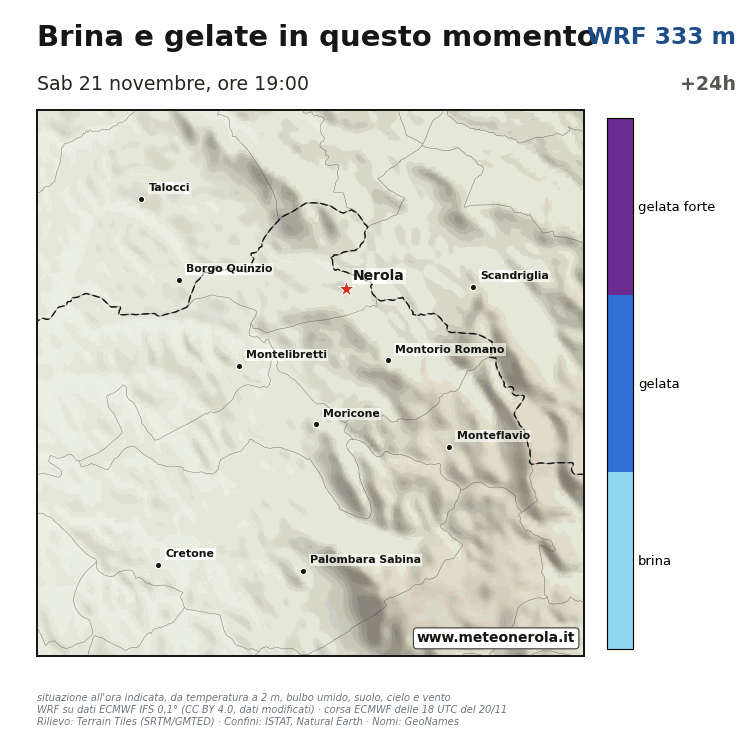 Brina e gelate in questo momento
WRF 333 m
Sab 21 novembre, ore 19:00
+24h
gelata forte
Talocci
Borgo Quinzio
Nerola
Scandriglia
Montelibretti
Montorio Romano
gelata
Moricone
Monteflavio
Cretone
Palombara Sabina
brina
www.meteonerola.it
situazione all'ora indicata, da temperatura a 2 m, bulbo umido, suolo, cielo e vento
WRF su dati ECMWF IFS 0,1° (CC BY 4.0, dati modificati) · corsa ECMWF delle 18 UTC del 20/11
Rilievo: Terrain Tiles (SRTM/GMTED) · Confini: ISTAT, Natural Earth · Nomi: GeoNames